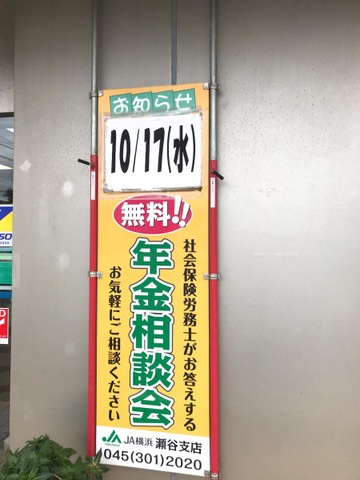 お知らせ
10/17(水)
無料!!
社会保険労務士がお答えする
年金相談会
お気軽にご相談ください
JA JA横浜 瀬谷支店
045(301)2020